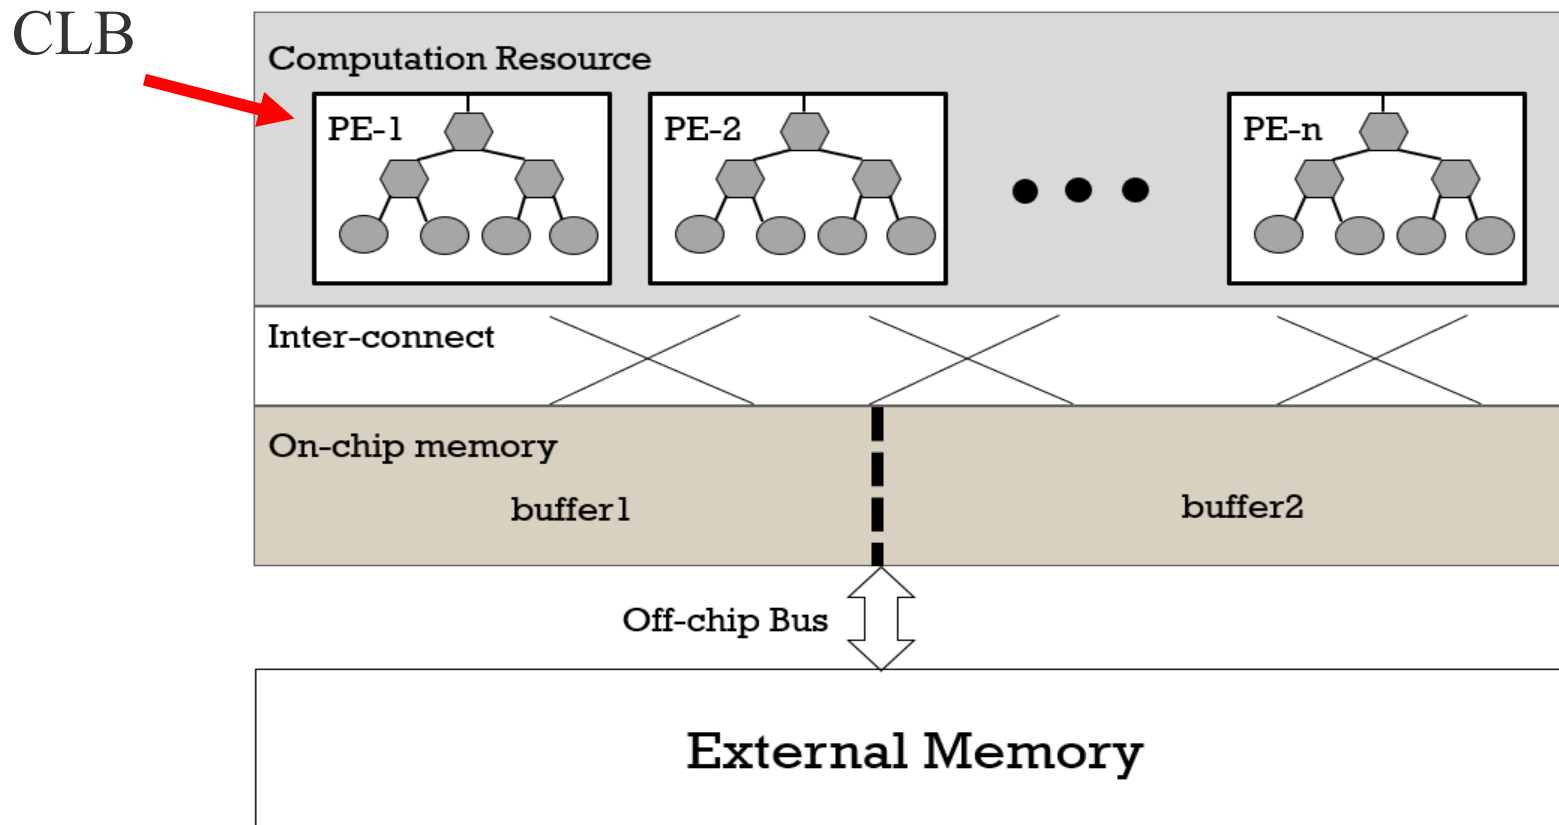 CLB
Computation Resource
PE-1
PE-2
PE-n
Inter-connect
On-chip memory
buffer1
buffer2
Off-chip Bus
External Memory